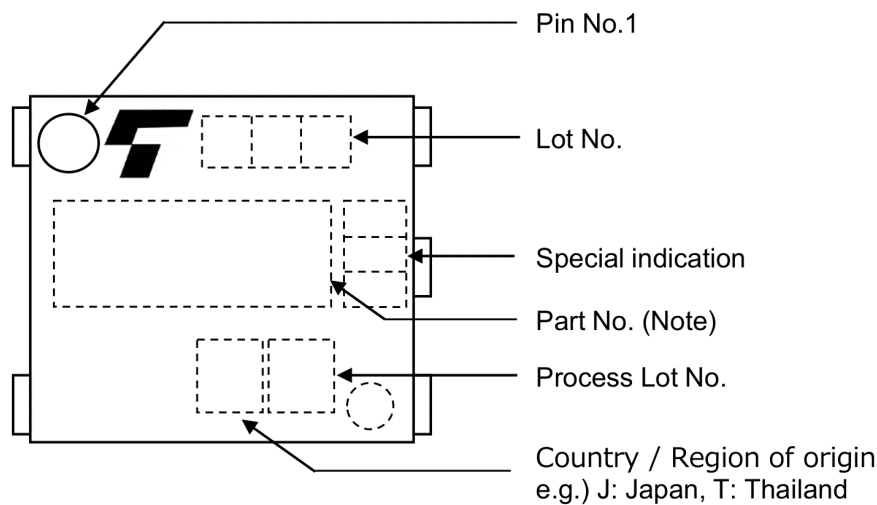 Pin No.1
Lot No.
Special indication
Part No. (Note)
Process Lot No.
Country / Region of origin
e.g.) J: Japan, T: Thailand